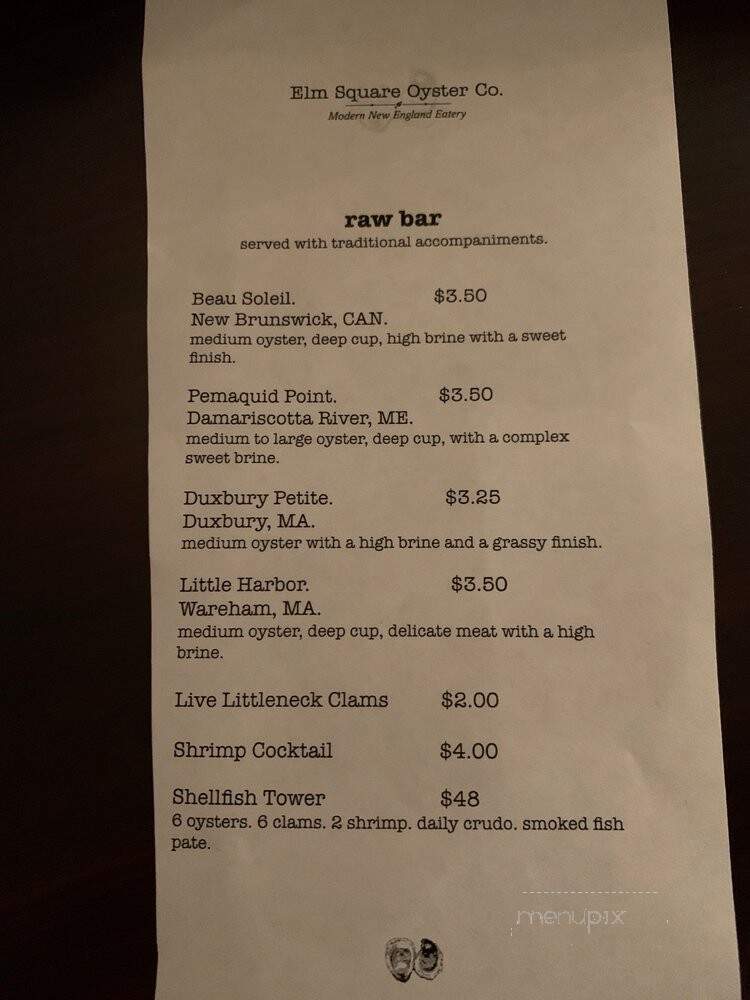 Elm Square Oyster Co.
Modern New England Eatery
raw bar
served with traditional accompaniments.
Beau Soleil. $3.50
New Brunswick, CAN.
medium oyster, deep cup, high brine with a sweet
finish.
Pemaquid Point. $3.50
Damariscotta River, ME.
medium to large oyster, deep cup, with a complex
sweet brine.
Duxbury Petite. $3.25
Duxbury, MA.
medium oyster with a high brine and a grassy finish.
Little Harbor. $3.50
Wareham, MA.
medium oyster, deep cup, delicate meat with a high
brine.
Live Littleneck Clams $2.00
Shrimp Cocktail $4.00
Shellfish Tower $48
6 oysters. 6 clams. 2 shrimp. daily crudo. smoked fish
pate.
menupix